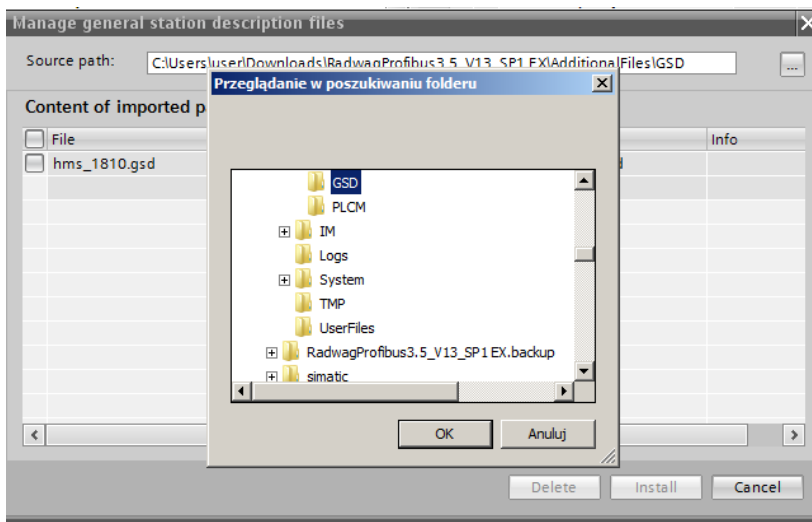 Manage general station description files
Source path:
C:\Users\user\Downloads\RadwagProfibus3.5_V13_SP1 EX\AdditionalFiles\GSD
...
Przeglądanie w poszukiwaniu folderu
Content of imported p
File
Info
hms_1810.gsd
GSD
PLCM
IM
Logs
System
TMP
UserFiles
RadwagProfibus3.5_V13_SP1 EX.backup
simatic
OK
Anuluj
Delete
Install
Cancel